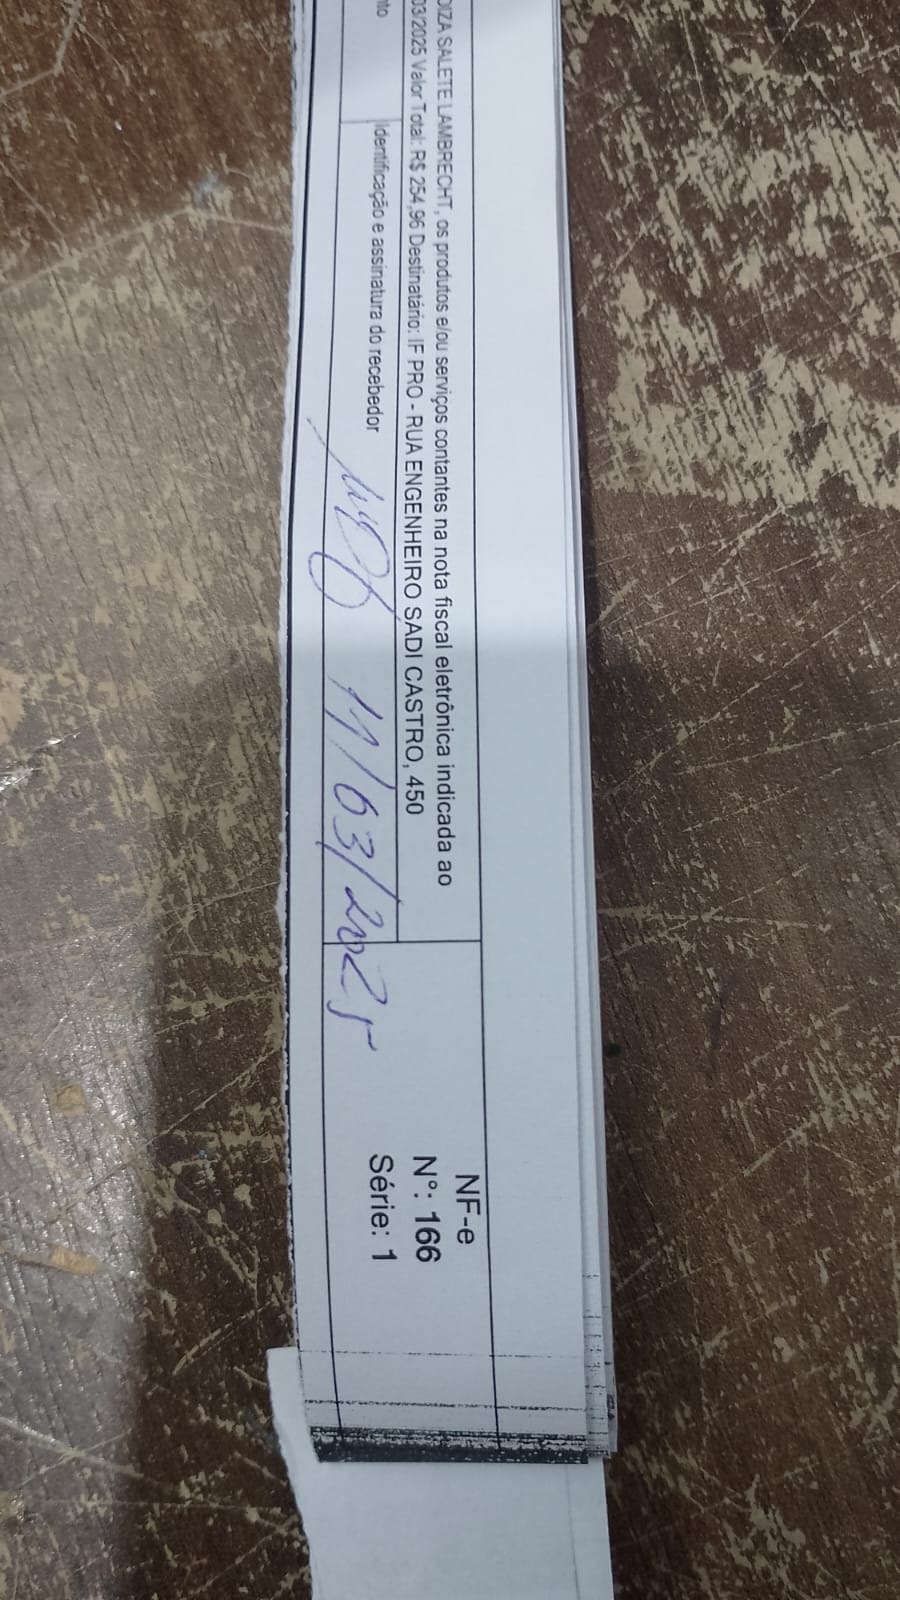 DIZA SALETE LAMBRECHT, os produtos e/ou serviços contantes na nota fiscal eletrônica indicada ao
03/2025 Valor Total: R$ 254,96 Destinatário: IF PRO - RUA ENGENHEIRO SADI CASTRO, 450
nto
Identificação e assinatura do recebedor
11/03/2025
NF-e
Nº: 166
Série: 1